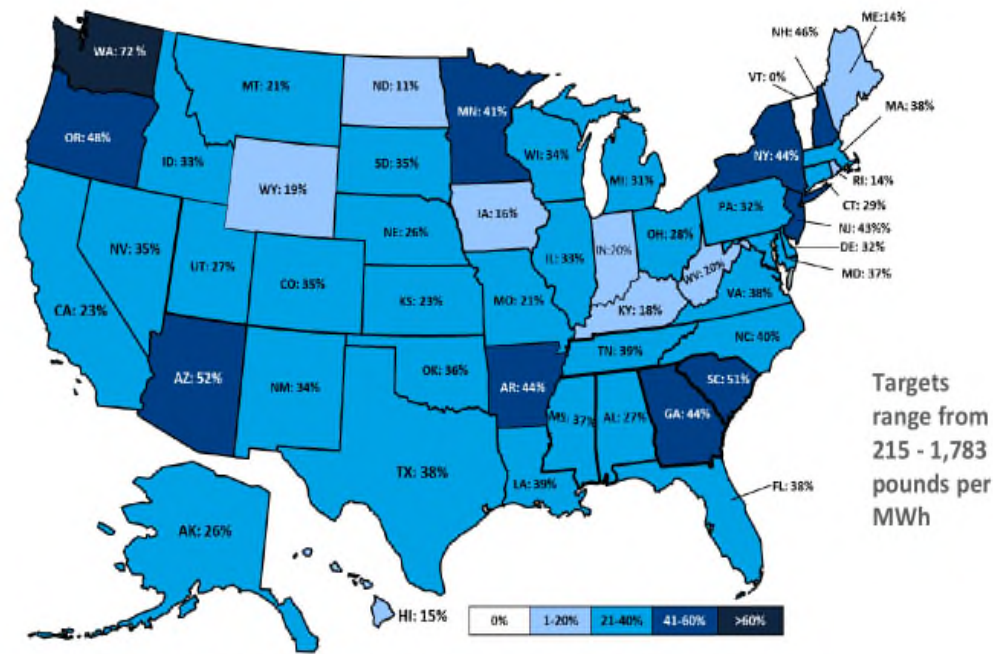 ME:14%
NH: 46%
WA: 72 %
VT: 0%
MT: 21%
ND: 11%
MN: 41%
MA: 38%
OR: 48%
ID: 33%
SD: 35%
WI: 34%
NY: 44%
MI: 31%
RI: 14%
WY: 19%
CT: 29%
PA: 32%
IA: 16%
NJ: 43%%
NE: 26%
OH: 28%
DE: 32%
NV: 35%
UT: 27%
IL: 33%
IN:20%
WV: 20%
MD: 37%
CO: 35%
VA: 38%
CA: 23%
KS: 23%
MO: 21%
KY: 18%
NC: 40%
TN: 39%
AZ: 52%
NM: 34%
OK: 36%
AR: 44%
SC: 51%
MS: 37%
AL: 27%
GA: 44%
TX: 38%
LA: 39%
FL: 38%
AK: 26%
HI: 15%
Targets
range from
215 - 1,783
pounds per
MWh
0% 1-20% 21-40% 41-60% >60%